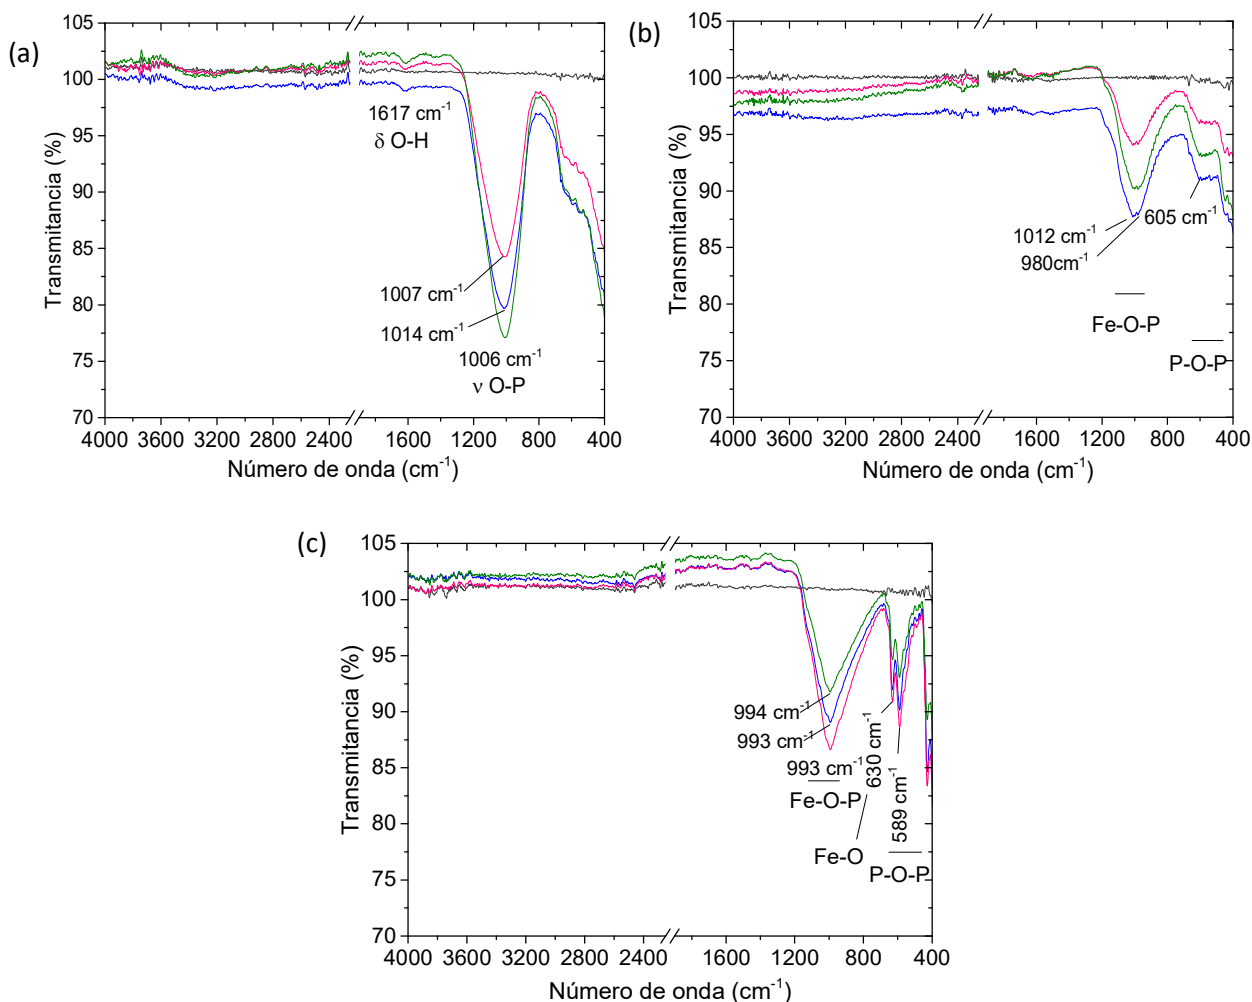 (a)
105
100
95
90
85
80
75
70
Transmitancia (%)
1617 cm⁻¹
δ O-H
1007 cm⁻¹
1014 cm⁻¹
1006 cm⁻¹
ν O-P
4000 3600 3200 2800 2400 1600 1200 800 400
Número de onda (cm⁻¹)
(b)
105
100
95
90
85
80
75
70
Transmitancia (%)
605 cm⁻¹
1012 cm⁻¹
980cm⁻¹
Fe-O-P
P-O-P
4000 3600 3200 2800 2400 1600 1200 800 400
Número de onda (cm⁻¹)
(c)
105
100
95
90
85
80
75
70
Transmitancia (%)
994 cm⁻¹
993 cm⁻¹
993 cm⁻¹
Fe-O-P
630 cm⁻¹
589 cm⁻¹
Fe-O
P-O-P
4000 3600 3200 2800 2400 1600 1200 800 400
Número de onda (cm⁻¹)